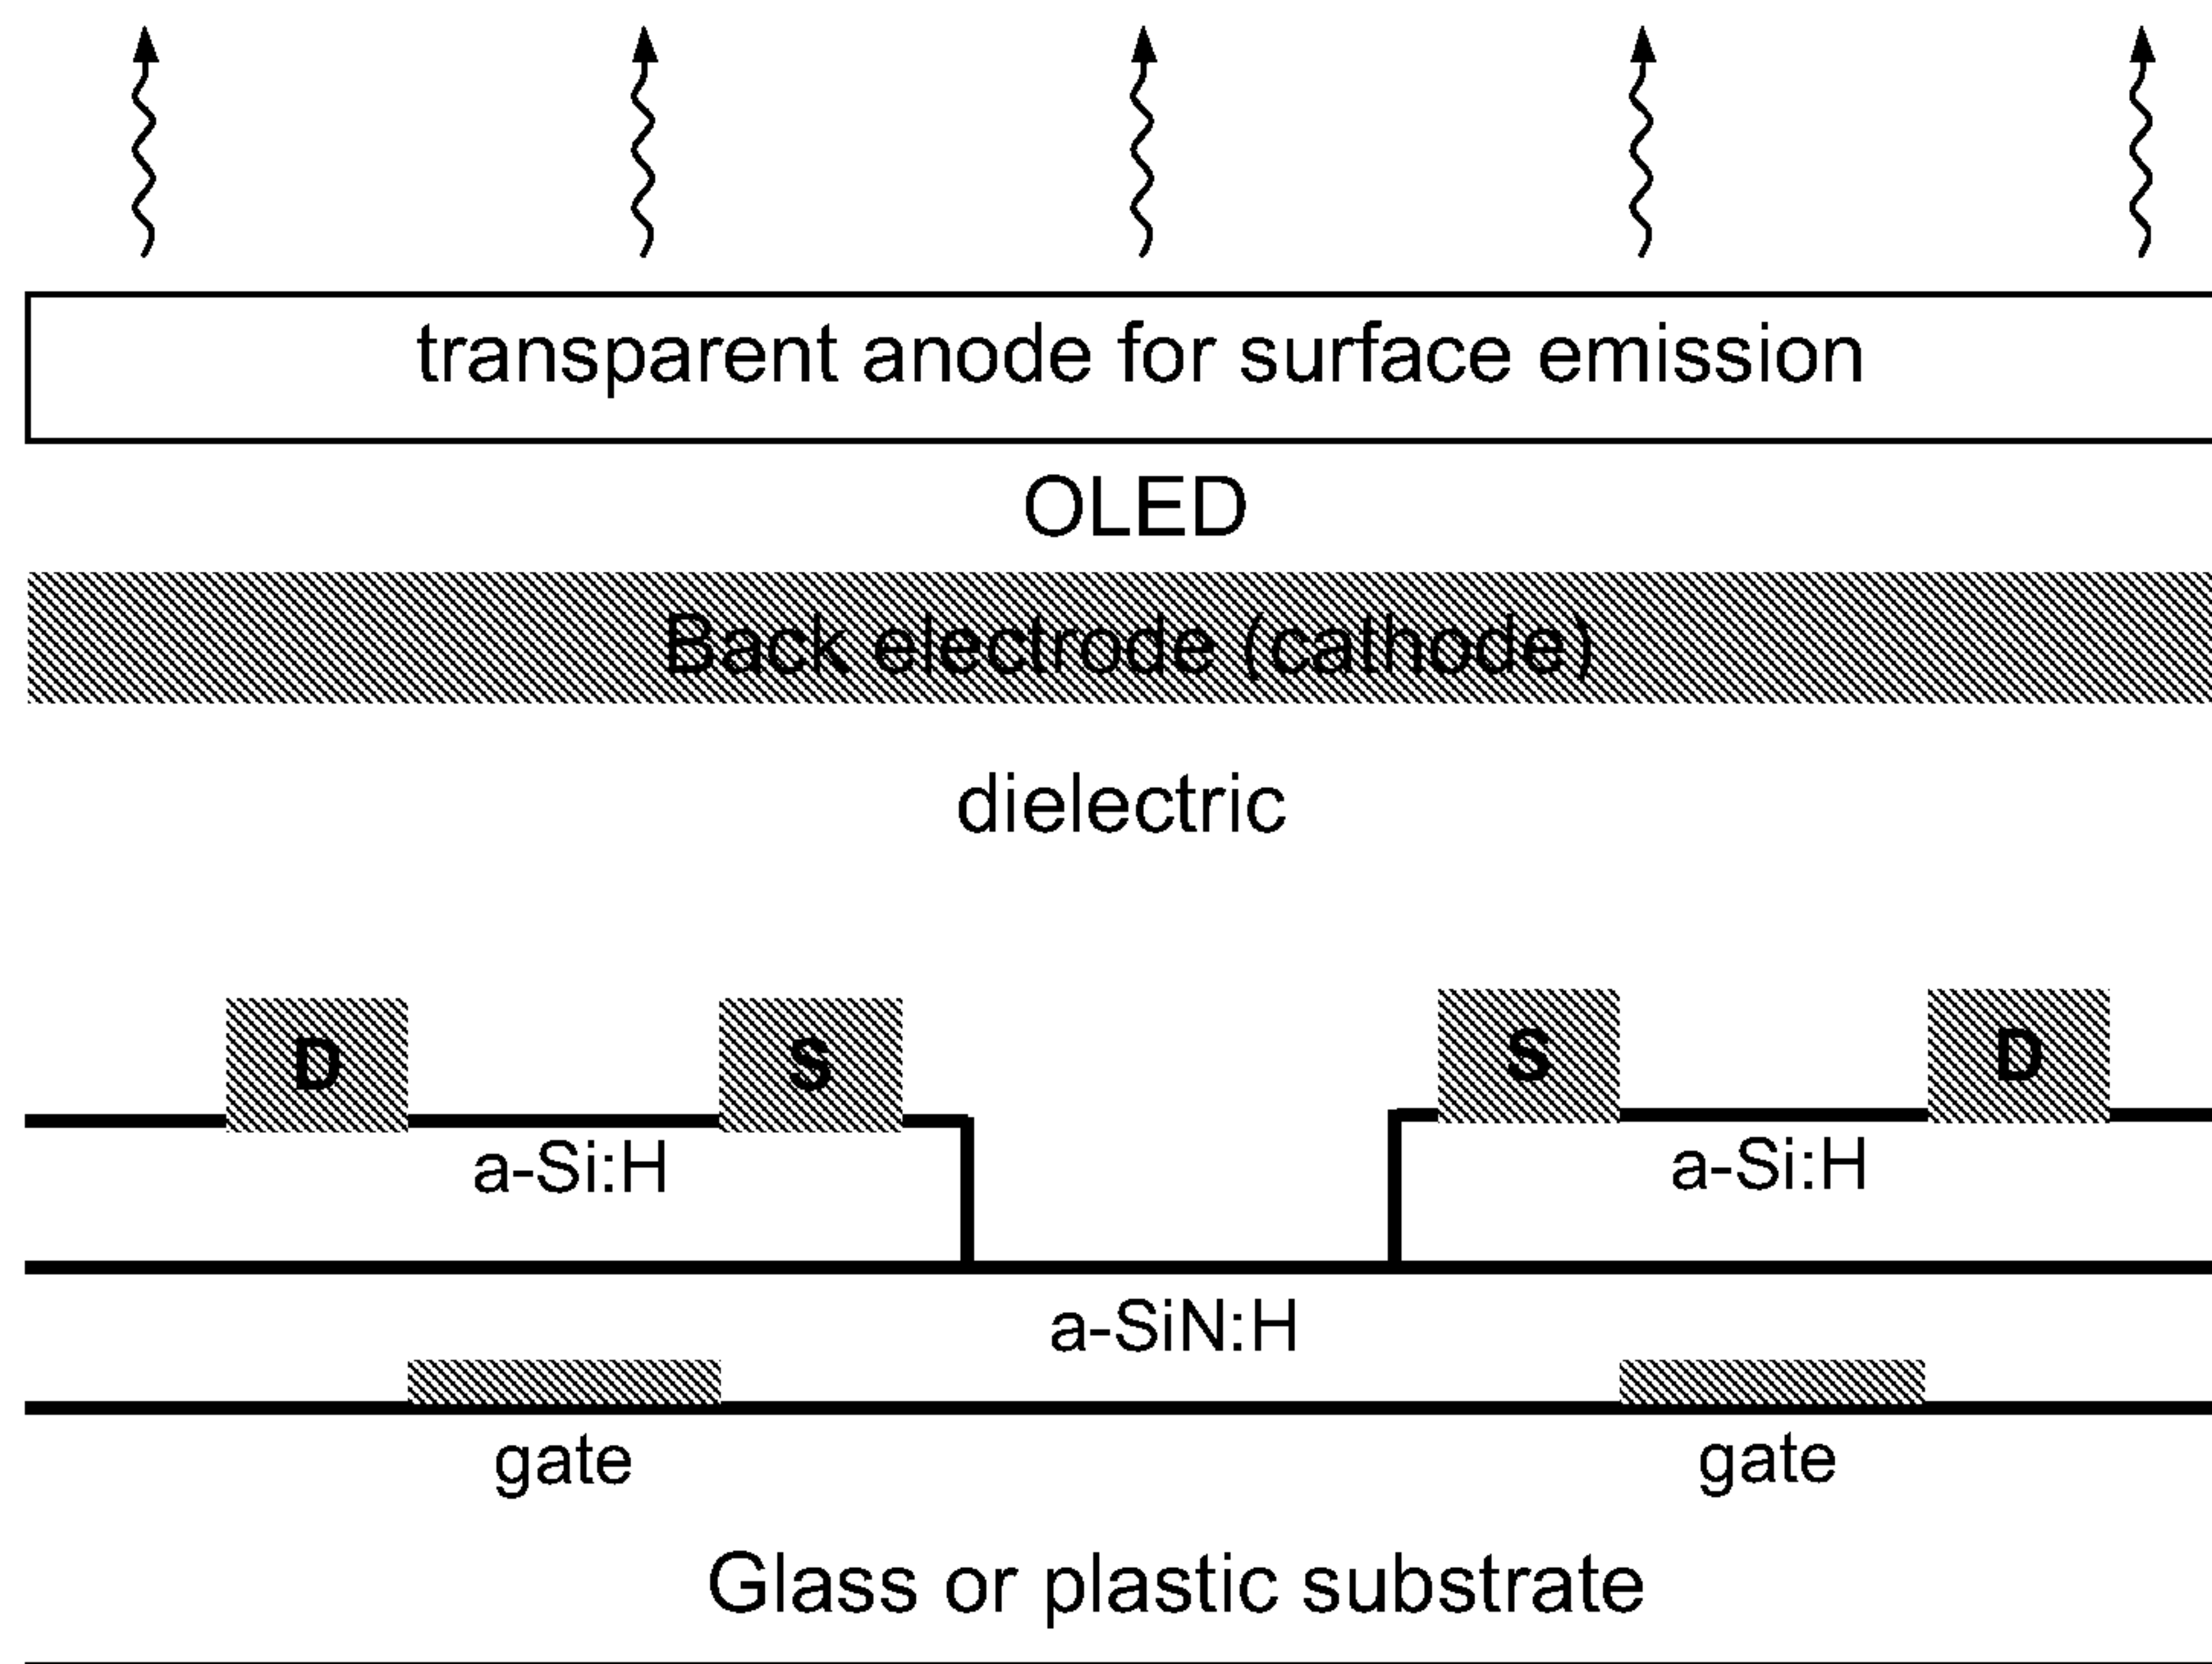 transparent anode for surface emission
OLED
Back electrode (cathode)
dielectric
D S S D
a-Si:H a-Si:H
a-SiN:H
gate gate
Glass or plastic substrate